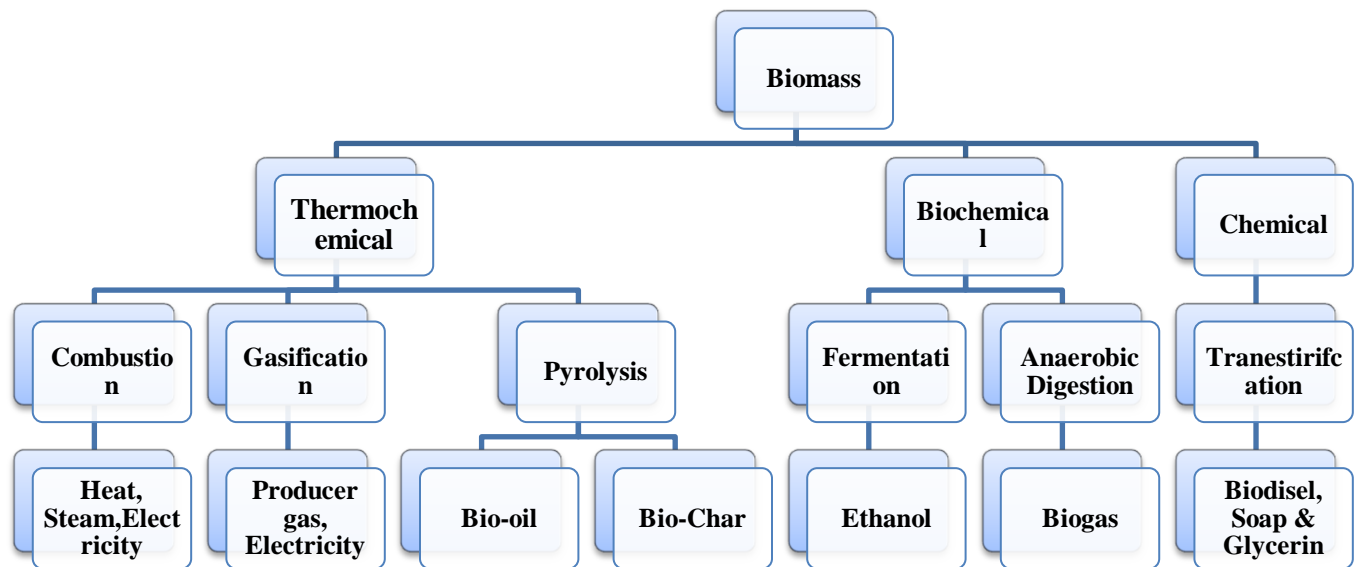 Biomass
Thermoch
emical
Biochemica
l
Chemical
Combustio
n
Gasificatio
n
Pyrolysis
Fermentati
on
Anaerobic
Digestion
Tranestirifc
ation
Heat,
Steam,Elect
ricity
Producer
gas,
Electricity
Bio-oil
Bio-Char
Ethanol
Biogas
Biodisel,
Soap &
Glycerin